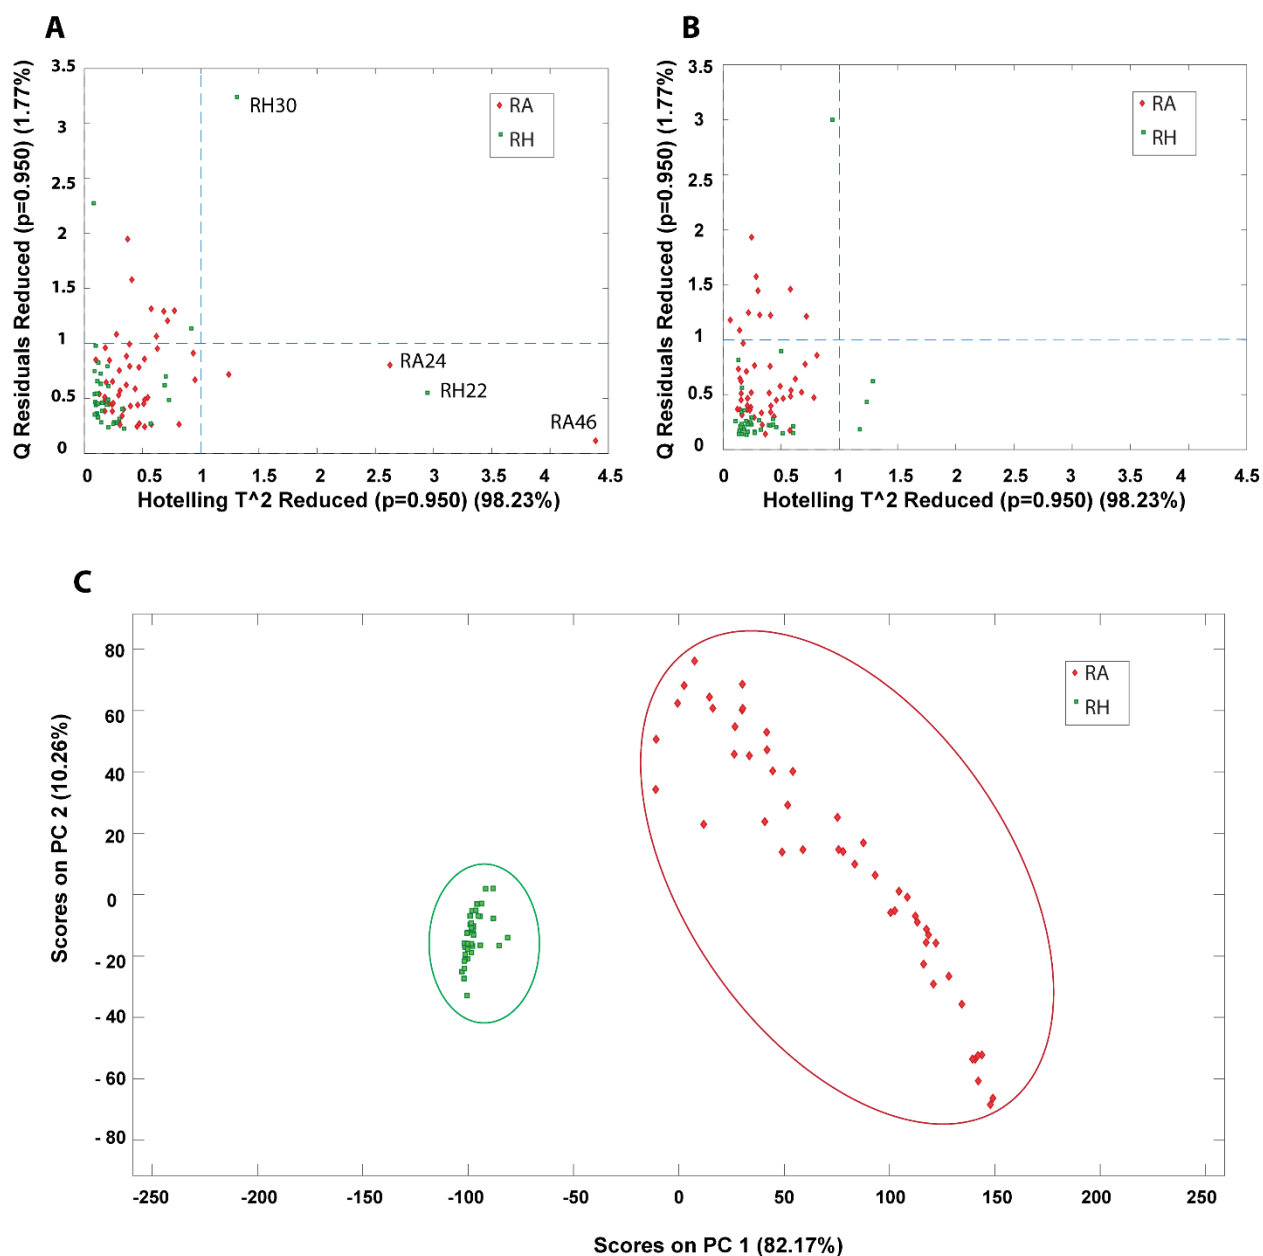 A
Q Residuals Reduced (p=0.950) (1.77%)
3.5
3
2.5
2
1.5
1
0.5
0
RH30
RA
RH
RA24
RH22
RA46
0 0.5 1 1.5 2 2.5 3 3.5 4 4.5
Hotelling T^2 Reduced (p=0.950) (98.23%)
B
Q Residuals Reduced (p=0.950) (1.77%)
3.5
3
2.5
2
1.5
1
0.5
0
RA
RH
0 0.5 1 1.5 2 2.5 3 3.5 4 4.5
Hotelling T^2 Reduced (p=0.950) (98.23%)
C
Scores on PC 2 (10.26%)
80
60
40
20
0
- 20
- 40
- 60
- 80
RA
RH
-250 -200 -150 -100 -50 0 50 100 150 200 250
Scores on PC 1 (82.17%)